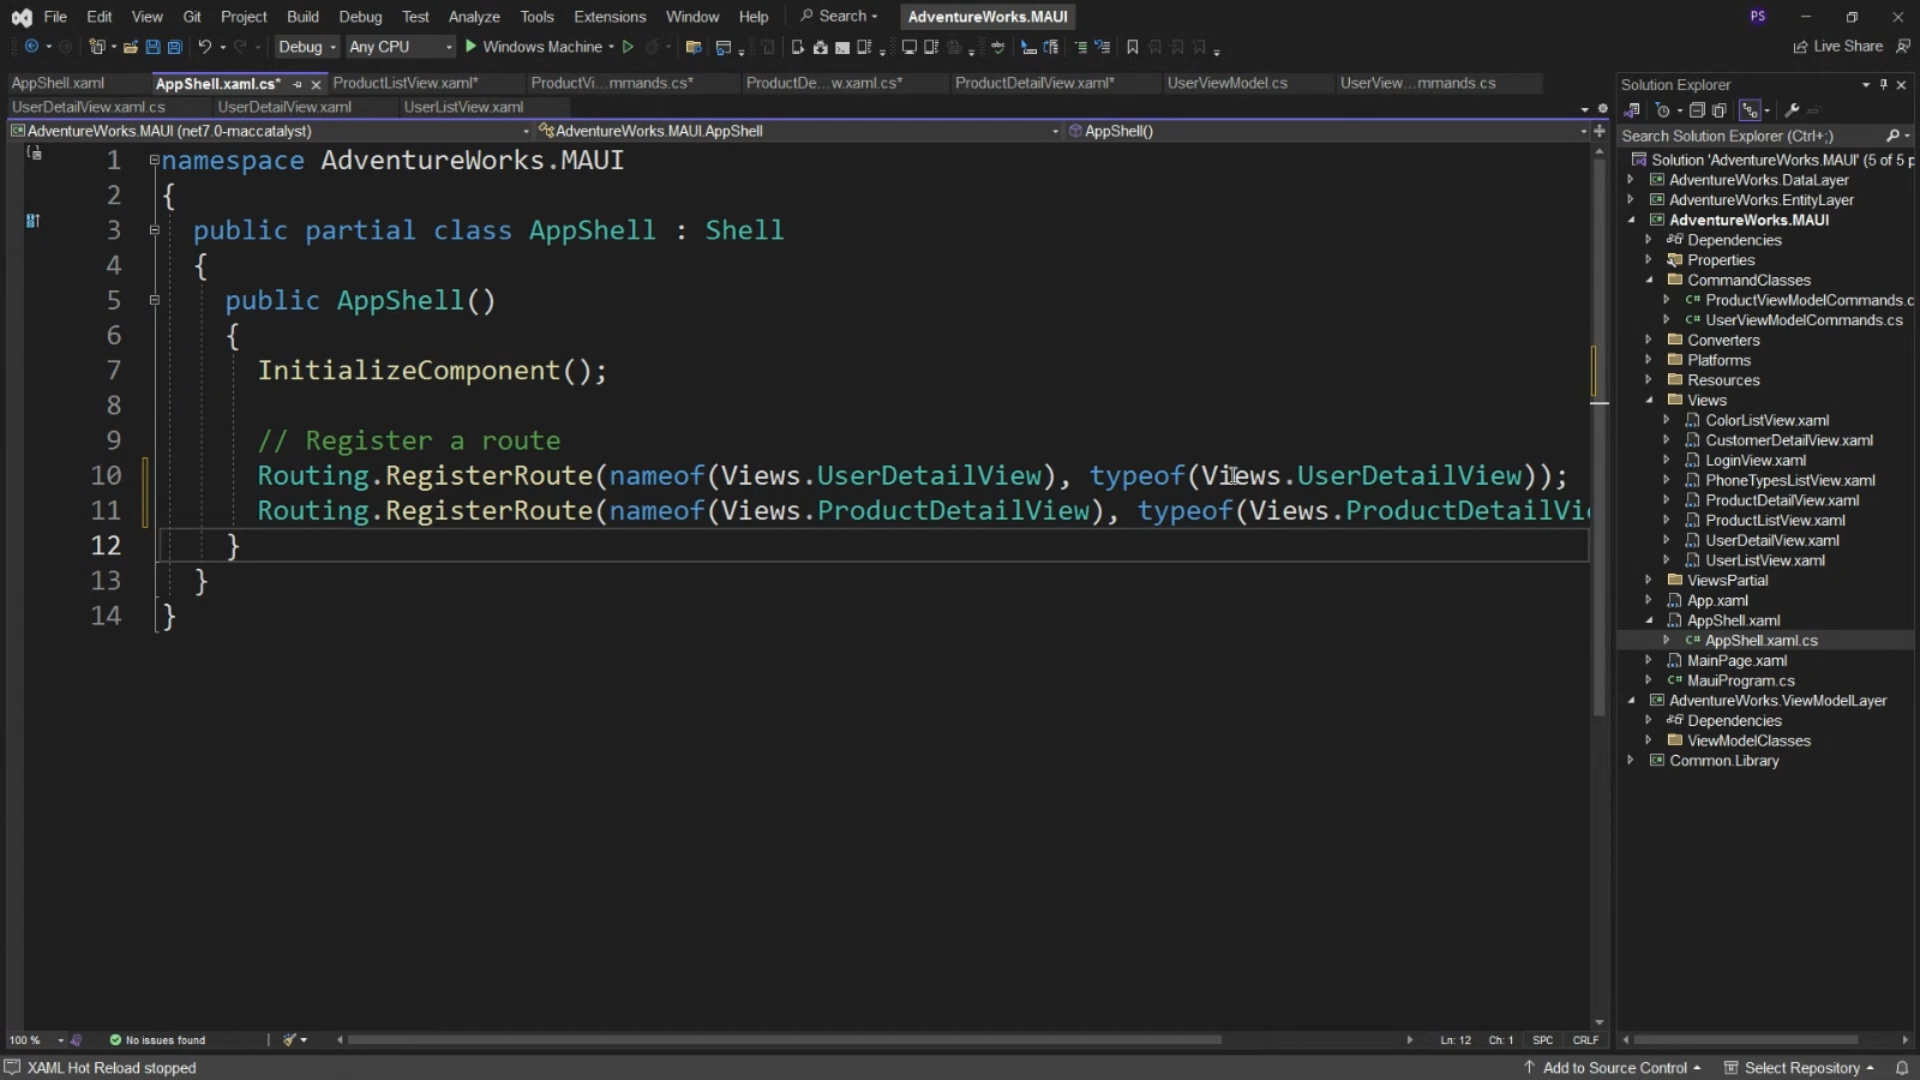 File Edit View Git Project Build Debug Test Analyze Tools Extensions Window Help Search AdventureWorks.MAUI PS
Debug Any CPU Windows Machine Live Share
AppShell.xaml AppShell.xaml.cs* ProductListView.xaml* ProductVi...mmands.cs* ProductDe...w.xaml.cs* ProductDetailView.xaml* UserViewModel.cs UserView...mmands.cs
UserDetailView.xaml.cs UserDetailView.xaml UserListView.xaml
AdventureWorks.MAUI (net7.0-maccatalyst) AdventureWorks.MAUI.AppShell AppShell()
1 namespace AdventureWorks.MAUI
2 {
3 public partial class AppShell : Shell
4 {
5 public AppShell()
6 {
7 InitializeComponent();
8
9 // Register a route
10 Routing.RegisterRoute(nameof(Views.UserDetailView), typeof(Views.UserDetailView));
11 Routing.RegisterRoute(nameof(Views.ProductDetailView), typeof(Views.ProductDetailVi
12 }
13 }
14 }
Solution Explorer
Search Solution Explorer (Ctrl+;)
Solution 'AdventureWorks.MAUI' (5 of 5 p
AdventureWorks.DataLayer
AdventureWorks.EntityLayer
AdventureWorks.MAUI
Dependencies
Properties
CommandClasses
C# ProductViewModelCommands.c
C# UserViewModelCommands.cs
Converters
Platforms
Resources
Views
ColorListView.xaml
CustomerDetailView.xaml
LoginView.xaml
PhoneTypesListView.xaml
ProductDetailView.xaml
ProductListView.xaml
UserDetailView.xaml
UserListView.xaml
ViewsPartial
App.xaml
AppShell.xaml
C# AppShell.xaml.cs
MainPage.xaml
C# MauiProgram.cs
AdventureWorks.ViewModelLayer
Dependencies
ViewModelClasses
Common.Library
100 % No issues found Ln: 12 Ch: 1 SPC CRLF
XAML Hot Reload stopped Add to Source Control Select Repository